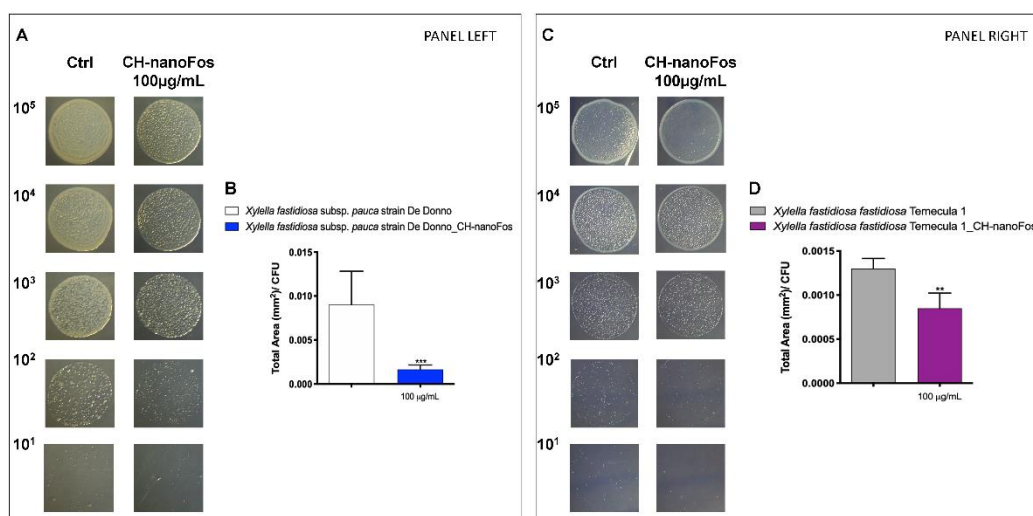 A
PANEL LEFT
Ctrl
CH-nanoFos
100µg/mL
10⁵
10⁴
10³
10²
10¹
B
Xylella fastidiosa subsp. pauca strain De Donno
Xylella fastidiosa subsp. pauca strain De Donno_CH-nanoFos
Total Area (mm²)/ CFU
0.015
0.010
0.005
0.000
***
100 µg/mL
C
PANEL RIGHT
Ctrl
CH-nanoFos
100µg/mL
10⁵
10⁴
10³
10²
10¹
D
Xylella fastidiosa fastidiosa Temecula 1
Xylella fastidiosa fastidiosa Temecula 1_CH-nanoFos
Total Area (mm²)/ CFU
0.0015
0.0010
0.0005
0.0000
**
100 µg/mL